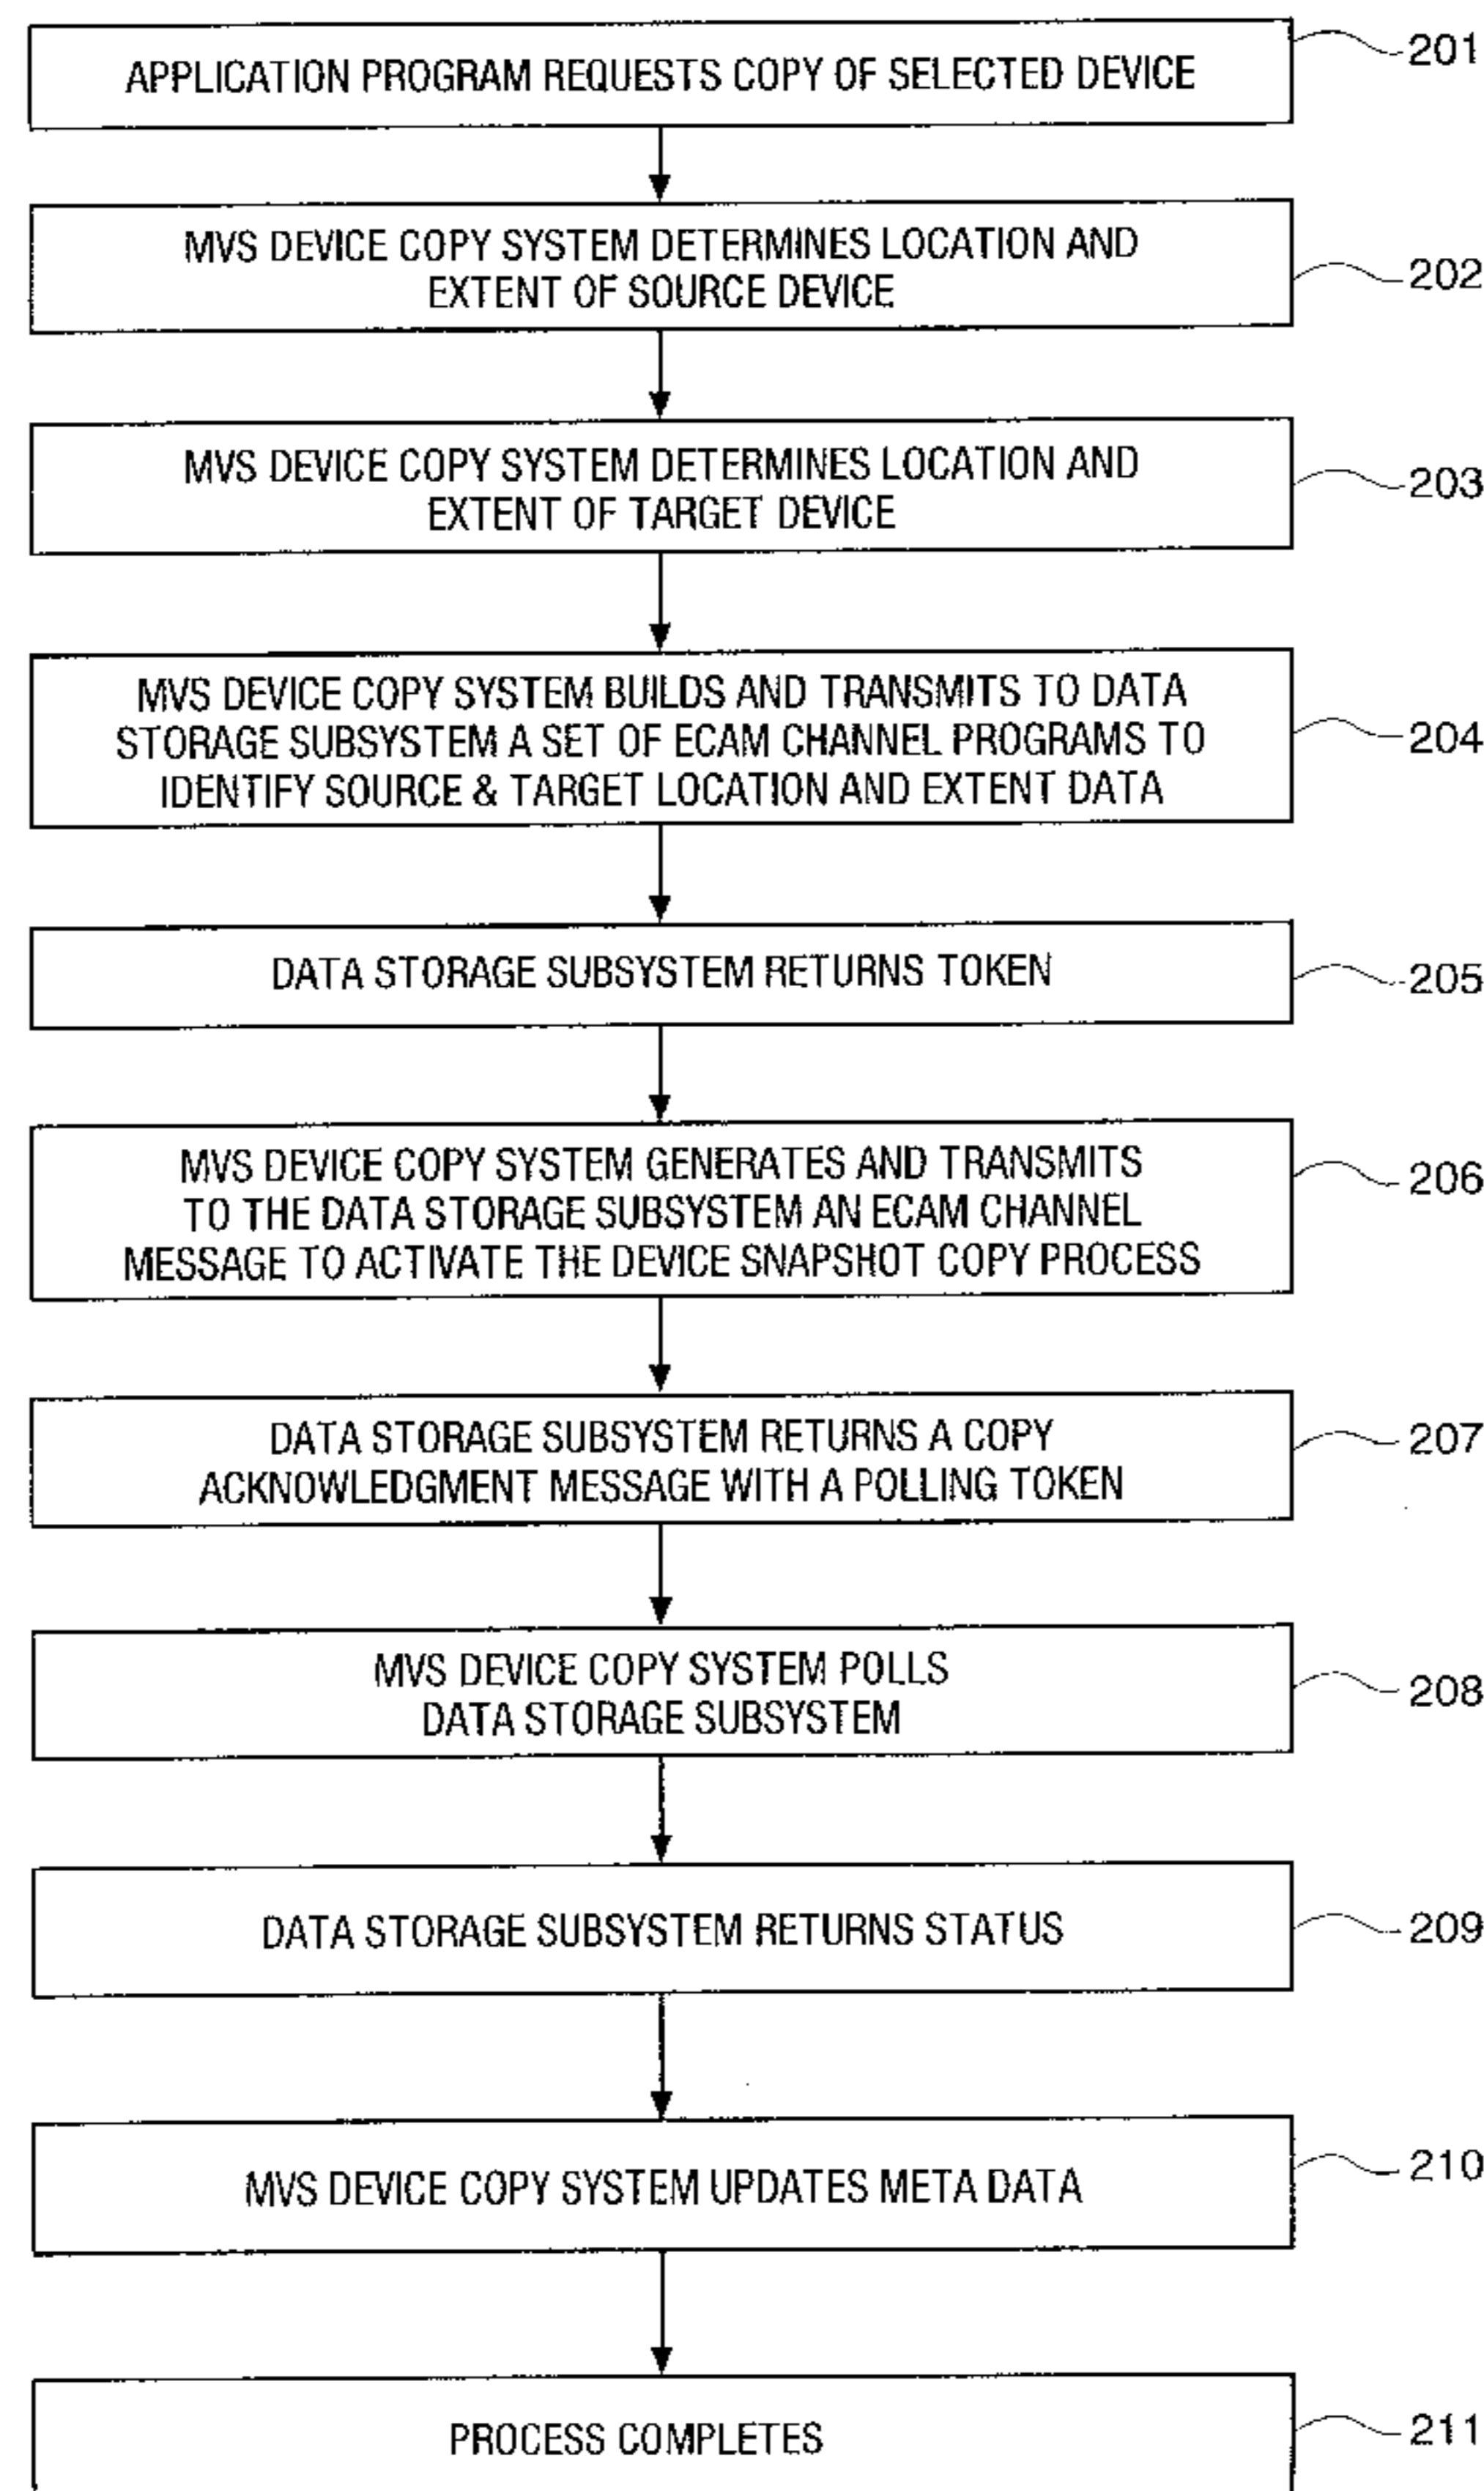 APPLICATION PROGRAM REQUESTS COPY OF SELECTED DEVICE
201
MVS DEVICE COPY SYSTEM DETERMINES LOCATION AND
EXTENT OF SOURCE DEVICE
202
MVS DEVICE COPY SYSTEM DETERMINES LOCATION AND
EXTENT OF TARGET DEVICE
203
MVS DEVICE COPY SYSTEM BUILDS AND TRANSMITS TO DATA
STORAGE SUBSYSTEM A SET OF ECAM CHANNEL PROGRAMS TO
IDENTIFY SOURCE & TARGET LOCATION AND EXTENT DATA
204
DATA STORAGE SUBSYSTEM RETURNS TOKEN
205
MVS DEVICE COPY SYSTEM GENERATES AND TRANSMITS
TO THE DATA STORAGE SUBSYSTEM AN ECAM CHANNEL
MESSAGE TO ACTIVATE THE DEVICE SNAPSHOT COPY PROCESS
206
DATA STORAGE SUBSYSTEM RETURNS A COPY
ACKNOWLEDGMENT MESSAGE WITH A POLLING TOKEN
207
MVS DEVICE COPY SYSTEM POLLS
DATA STORAGE SUBSYSTEM
208
DATA STORAGE SUBSYSTEM RETURNS STATUS
209
MVS DEVICE COPY SYSTEM UPDATES META DATA
210
PROCESS COMPLETES
211